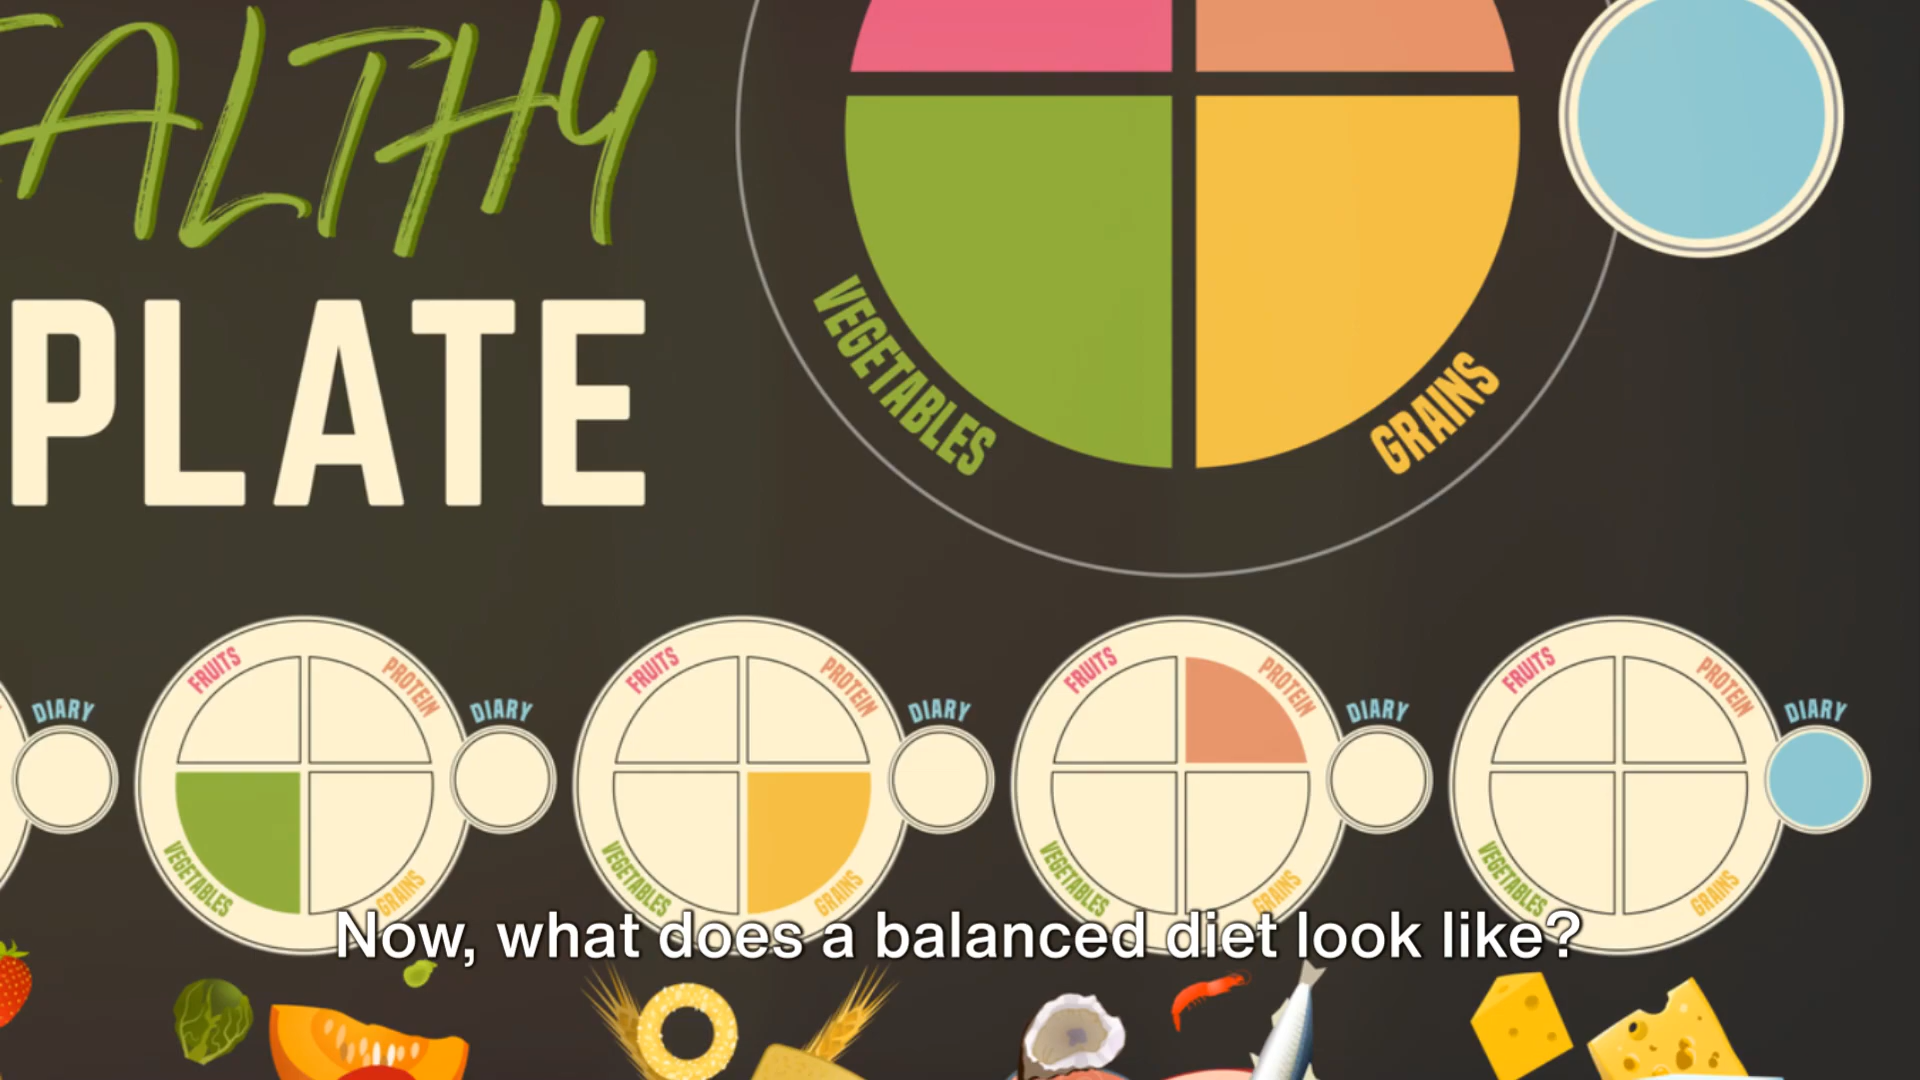 EALTHY
PLATE
VEGETABLES
GRAINS
DIARY
FRUITS
PROTEIN
VEGETABLES
GRAINS
DIARY
FRUITS
PROTEIN
VEGETABLES
GRAINS
DIARY
FRUITS
PROTEIN
VEGETABLES
GRAINS
DIARY
FRUITS
PROTEIN
VEGETABLES
GRAINS
DIARY
Now, what does a balanced diet look like?